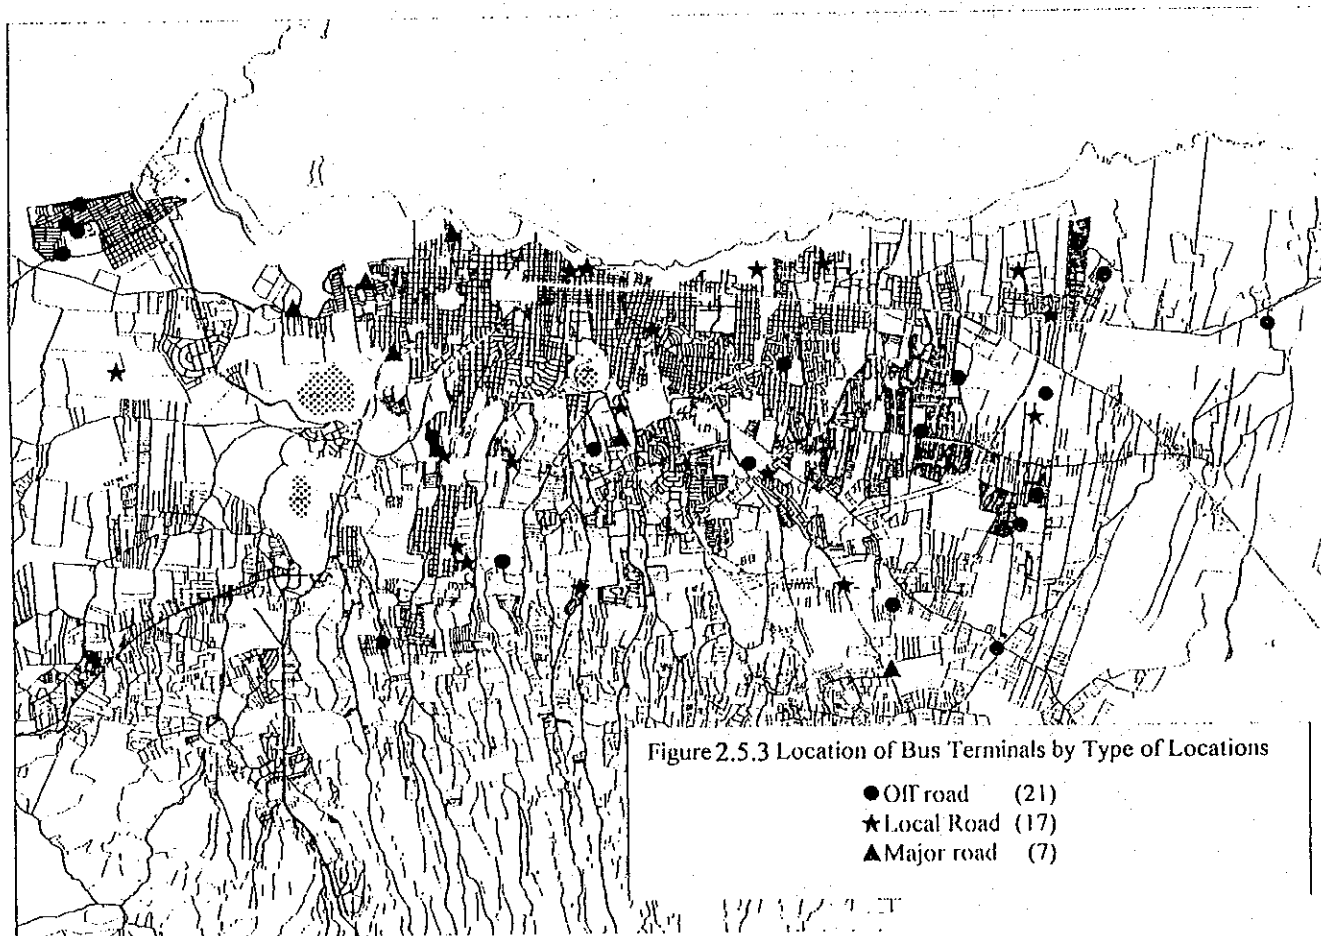 Figure 2.5.3 Location of Bus Terminals by Type of Locations
● Off road (21)
★ Local Road (17)
▲ Major road (7)